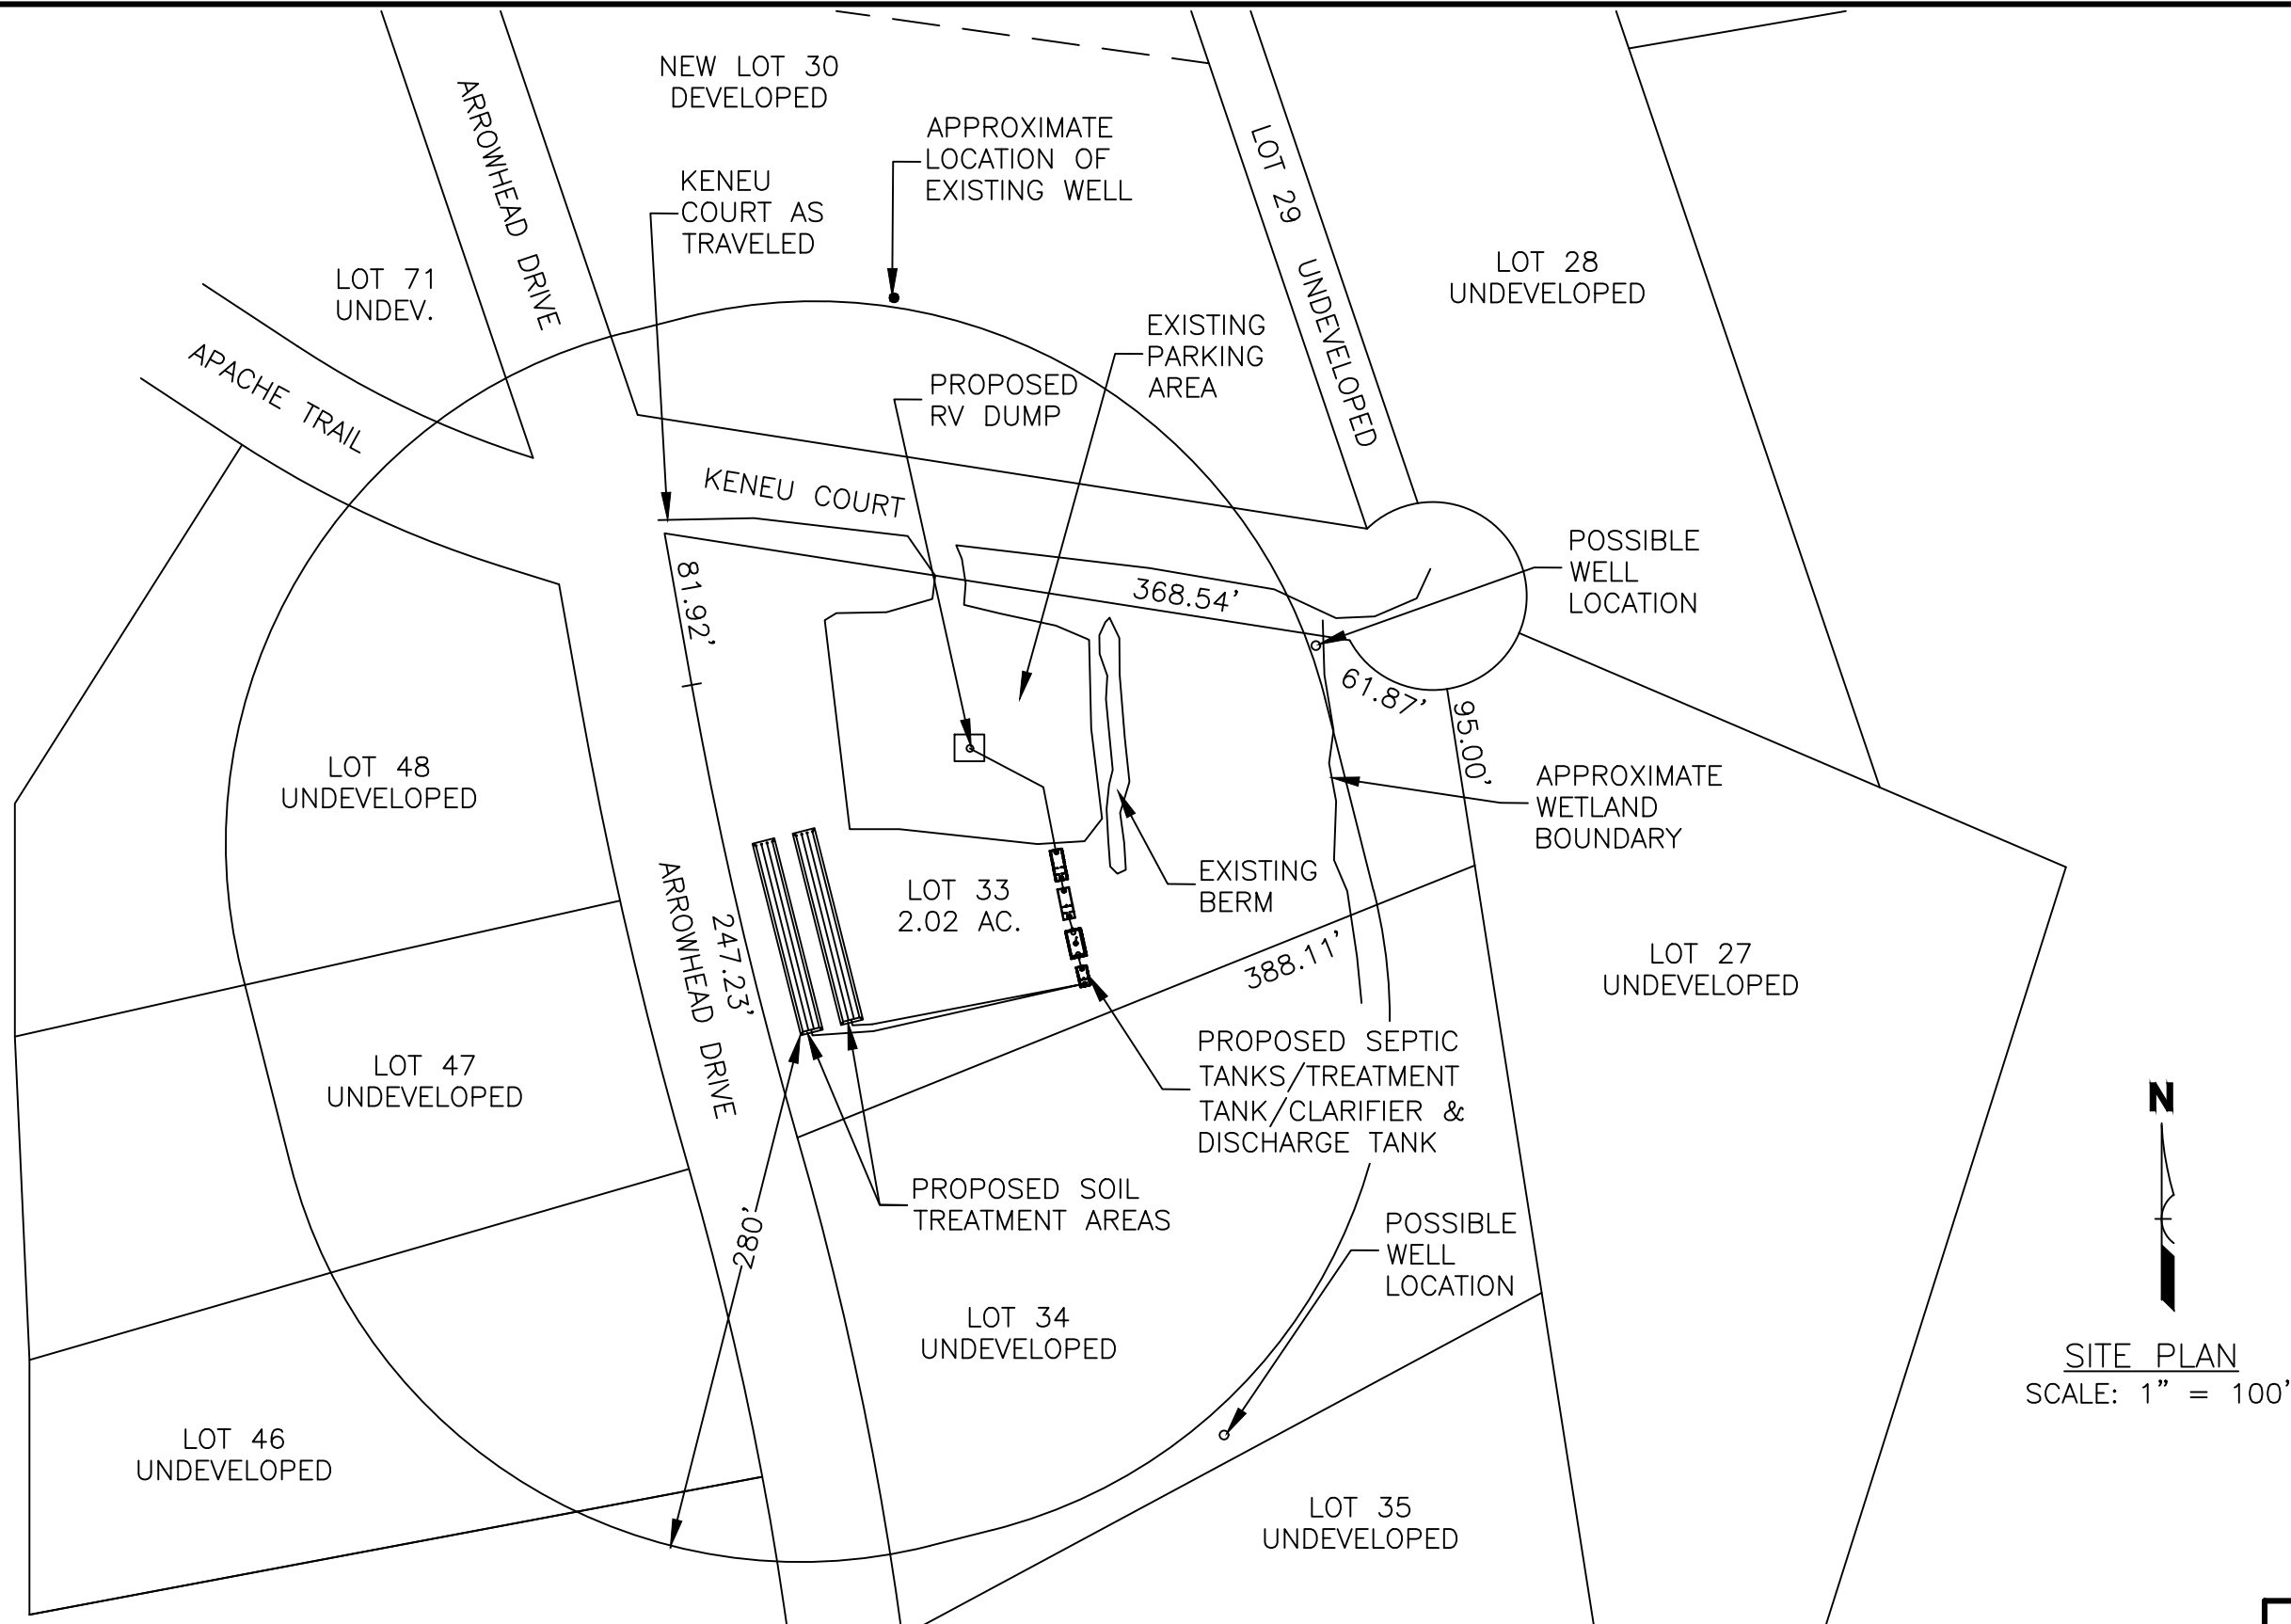 NEW LOT 30
DEVELOPED
ARROWHEAD DRIVE
APPROXIMATE
LOCATION OF
EXISTING WELL
KENEU
COURT AS
TRAVELED
LOT 29 UNDEVELOPED
LOT 28
UNDEVELOPED
LOT 71
UNDEV.
APACHE TRAIL
EXISTING
PARKING
AREA
PROPOSED
RV DUMP
KENEU COURT
POSSIBLE
WELL
LOCATION
81.92'
368.54'
61.87'
95.00'
LOT 48
UNDEVELOPED
APPROXIMATE
WETLAND
BOUNDARY
EXISTING
BERM
LOT 33
2.02 AC.
247.23'
ARROWHEAD DRIVE
388.11'
LOT 27
UNDEVELOPED
LOT 47
UNDEVELOPED
PROPOSED SEPTIC
TANKS/TREATMENT
TANK/CLARIFIER &
DISCHARGE TANK
PROPOSED SOIL
TREATMENT AREAS
280'
POSSIBLE
WELL
LOCATION
LOT 34
UNDEVELOPED
N
SITE PLAN
SCALE: 1" = 100'
LOT 46
UNDEVELOPED
LOT 35
UNDEVELOPED